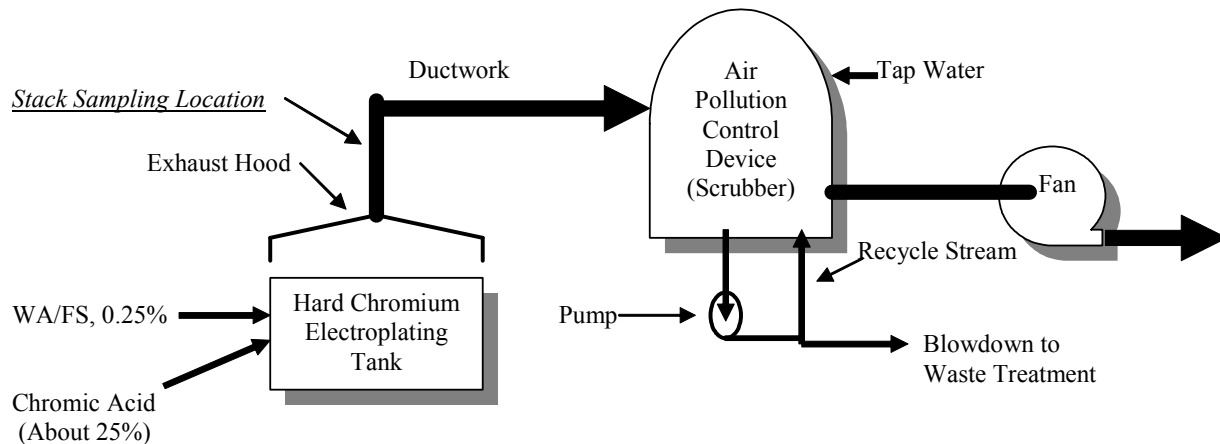 Ductwork
Stack Sampling Location
Exhaust Hood
WA/FS, 0.25%
Chromic Acid
(About 25%)
Hard Chromium
Electroplating
Tank
Air
Pollution
Control
Device
(Scrubber)
Tap Water
Fan
Recycle Stream
Pump
Blowdown to
Waste Treatment